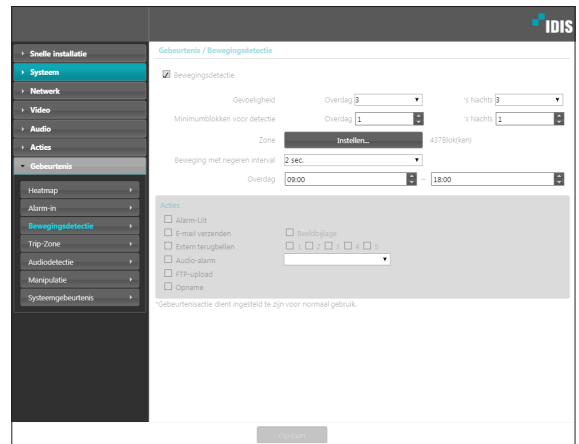 IDIS
Snelle installatie
Systeem
Netwerk
Video
Audio
Acties
Gebeurtenis
Heatmap
Alarm-in
Bewegingsdetectie
Trip-Zone
Audiodetectie
Manipulatie
Systeemgebeurtenis
Gebeurtenis / Bewegingsdetectie
Bewegingsdetectie
Gevoeligheid Overdag 3 's Nachts 3
Minimumblokken voor detectie Overdag 1 's Nachts 1
Zone Instellen... 437Blok(ken)
Beweging met negeren interval 2 sec.
Overdag 09:00 ~ 18:00
Acties
Alarm-Uit
E-mail verzenden Beeldbijlage
Extern terugbellen 1 2 3 4 5
Audio-alarm
FTP-upload
Opname
*Gebeurtenisactie dient ingesteld te zijn voor normaal gebruik.
Opslaan